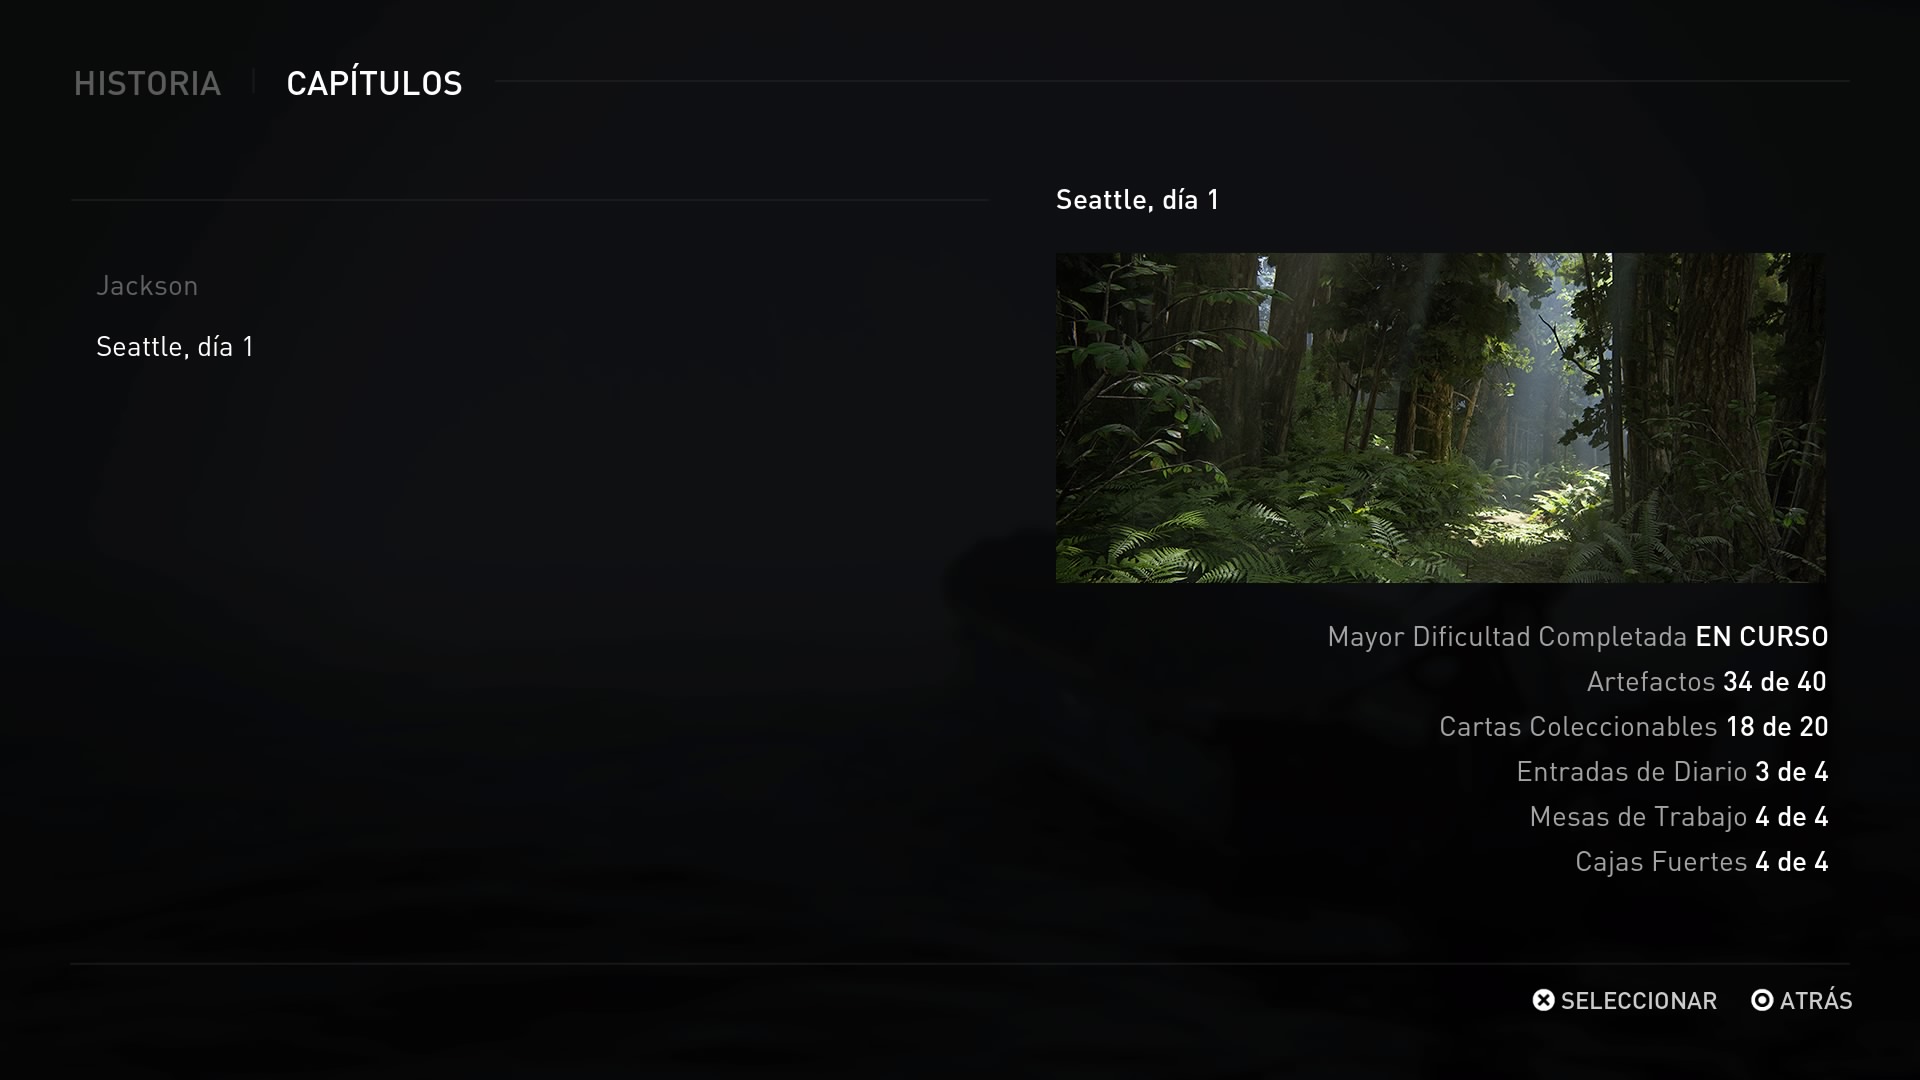 HISTORIA
CAPÍTULOS
Jackson
Seattle, día 1
Seattle, día 1
Mayor Dificultad Completada EN CURSO
Artefactos 34 de 40
Cartas Coleccionables 18 de 20
Entradas de Diario 3 de 4
Mesas de Trabajo 4 de 4
Cajas Fuertes 4 de 4
SELECCIONAR
ATRÁS